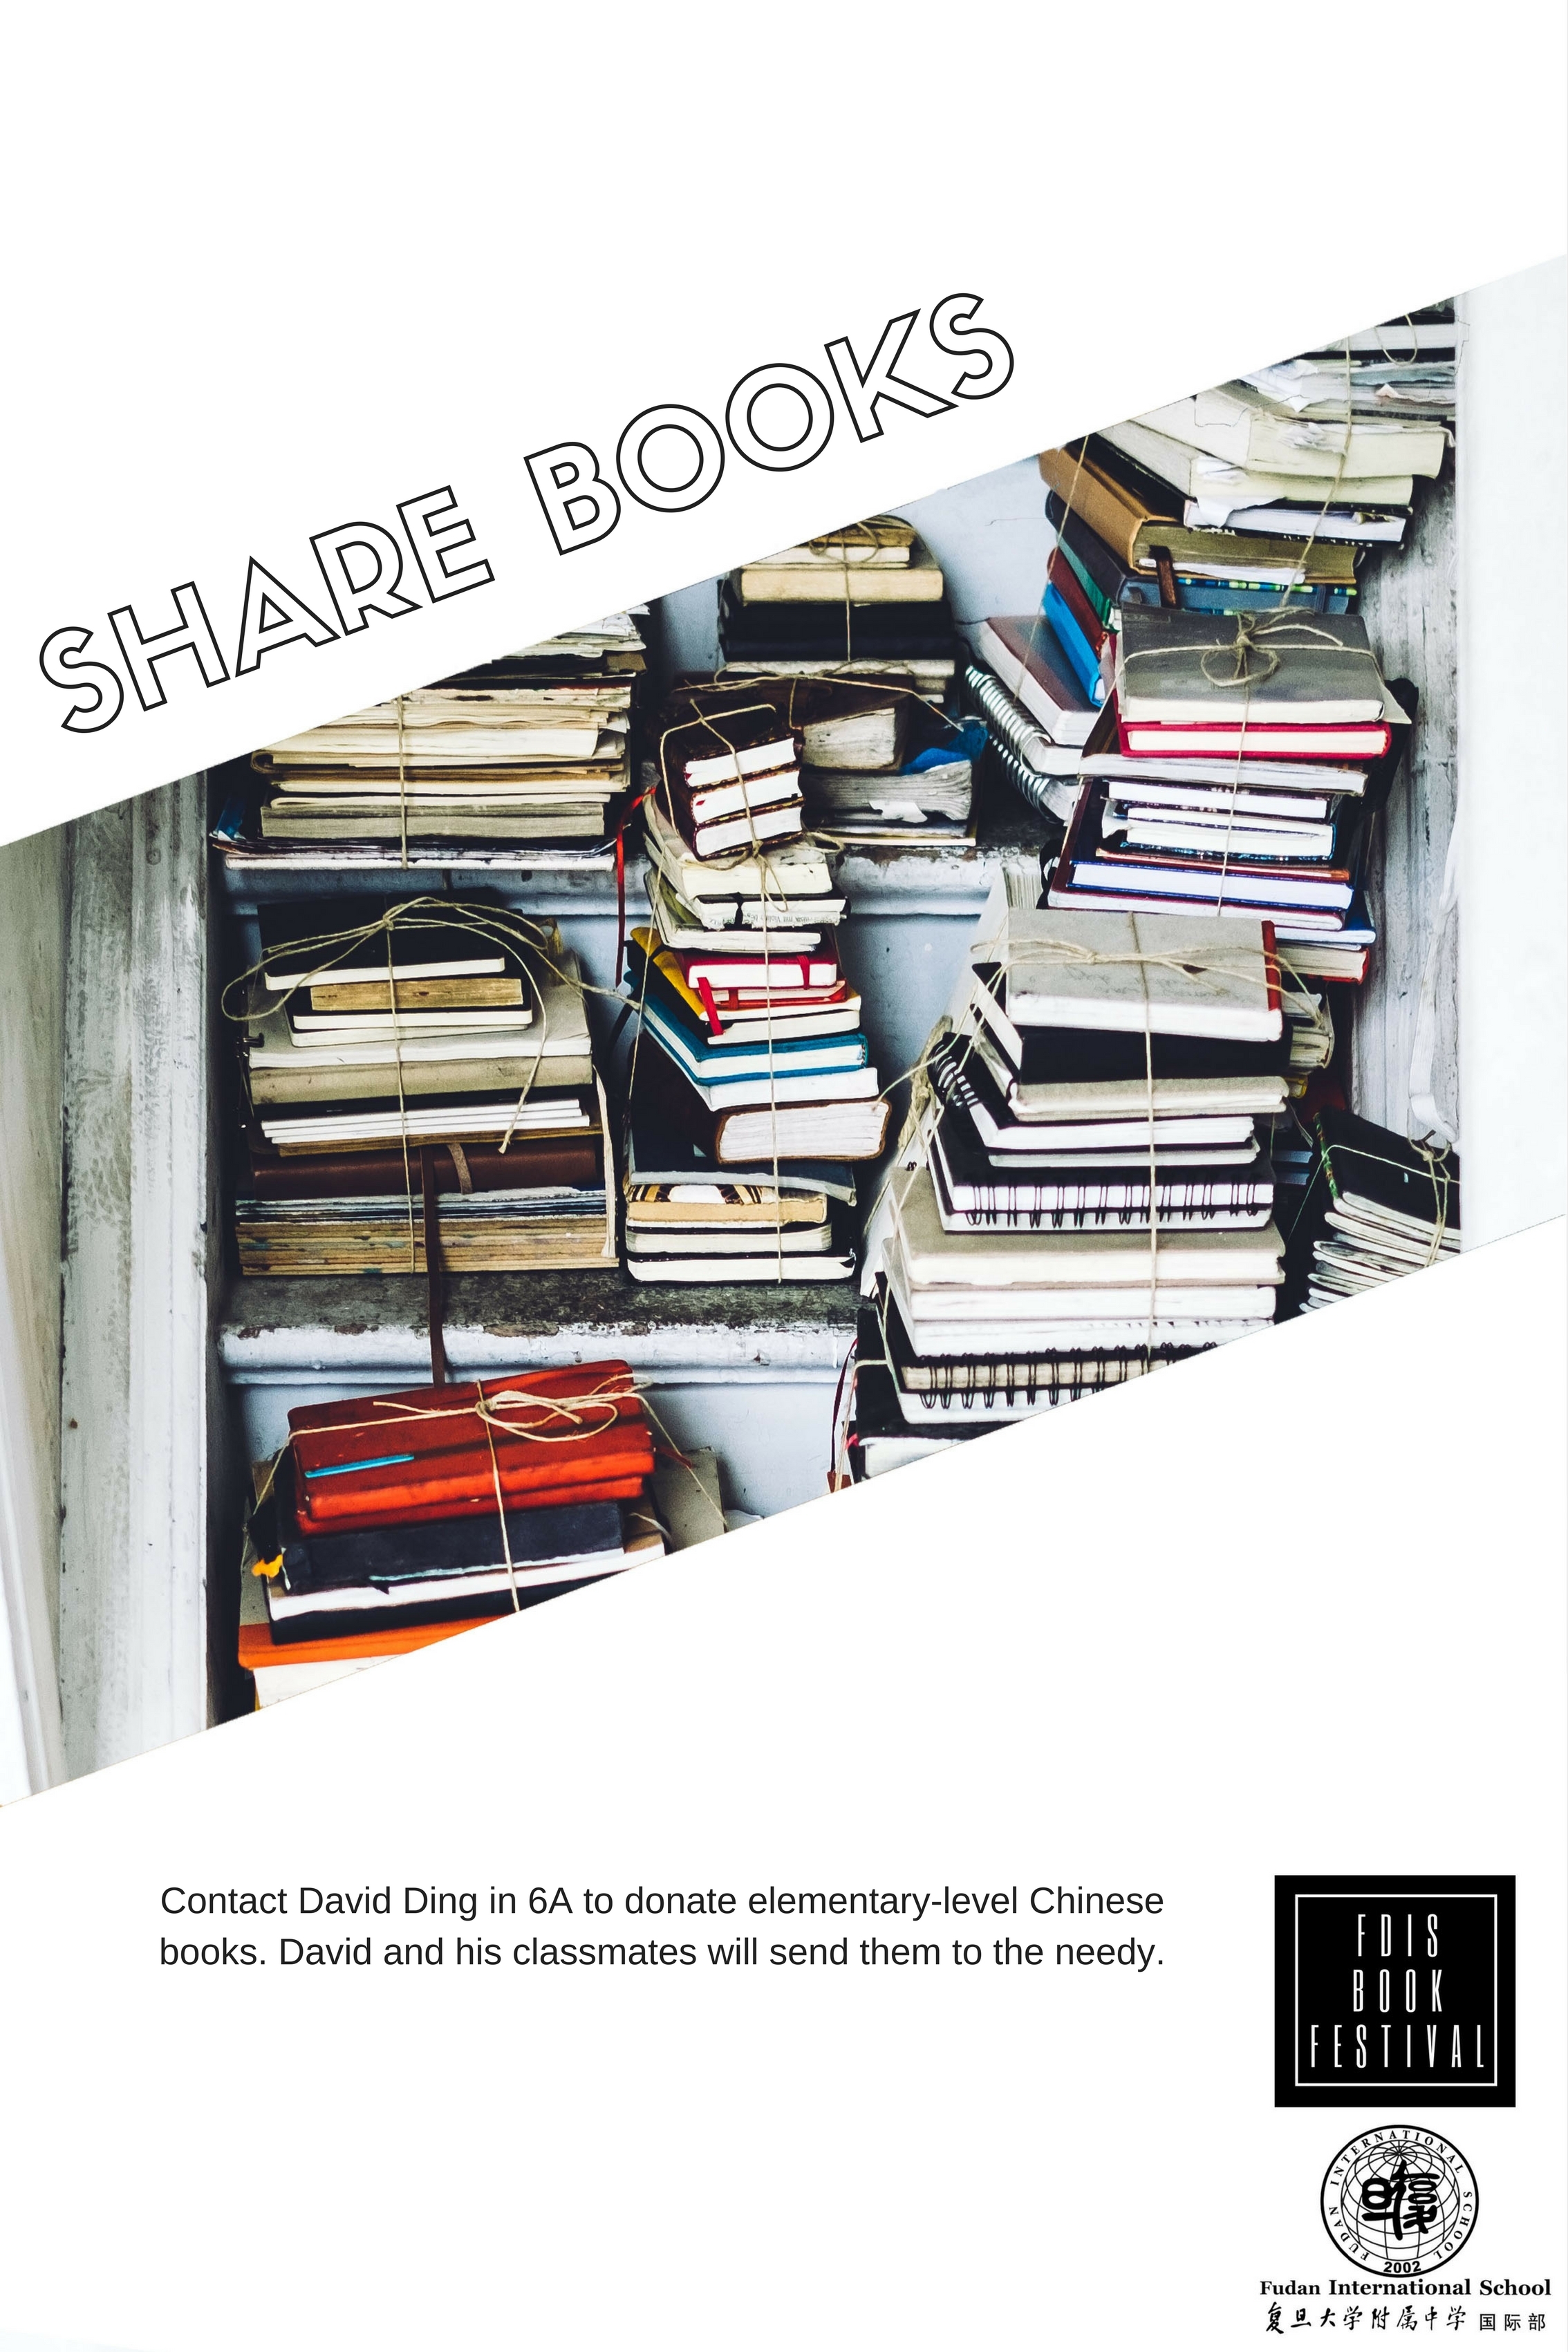 SHARE BOOKS
Contact David Ding in 6A to donate elementary-level Chinese
books. David and his classmates will send them to the needy.
FDIS
BOOK
FESTIVAL
FUDAN INTERNATIONAL SCHOOL
2002
Fudan International School
复旦大学附属中学国际部